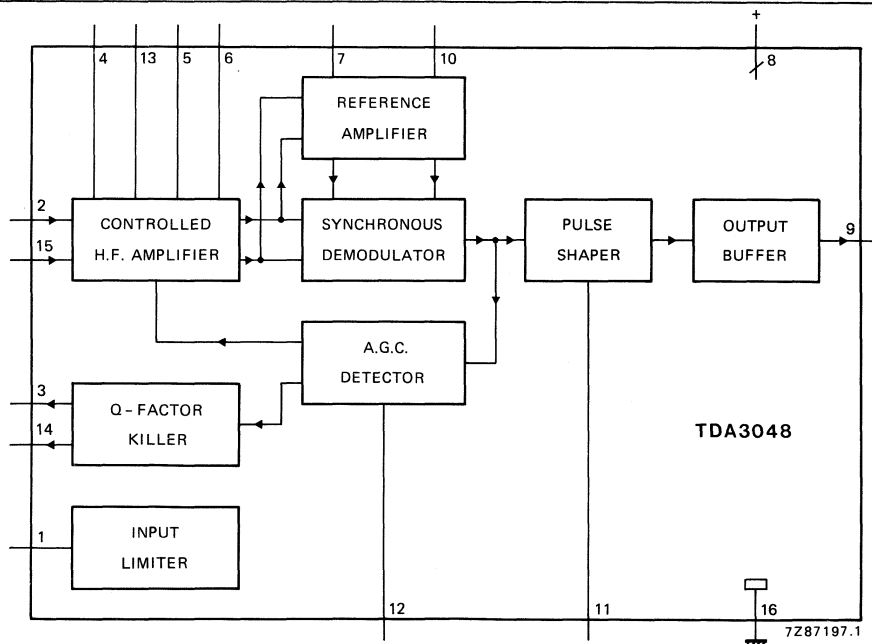 +
4 13 5 6 7 10 8
REFERENCE
AMPLIFIER
2
15
CONTROLLED
H.F. AMPLIFIER
SYNCHRONOUS
DEMODULATOR
PULSE
SHAPER
OUTPUT
BUFFER
9
A.G.C.
DETECTOR
3
14
Q-FACTOR
KILLER
TDA3048
1
INPUT
LIMITER
12 11 16
7Z87197.1